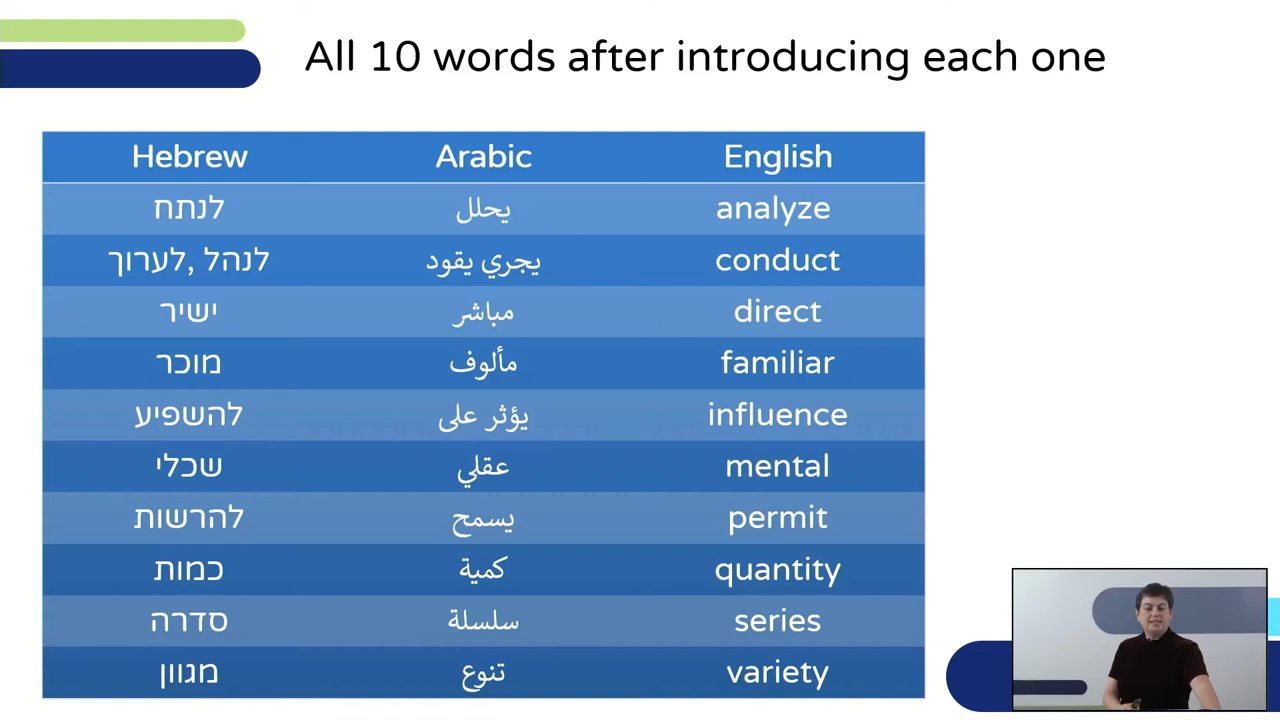 All 10 words after introducing each one
Hebrew Arabic English
לנתח يحلل analyze
לנהל ,לערוך يجري يقود conduct
ישיר مباشر direct
מוכר مألوف familiar
להשפיע يؤثر على influence
שכלי عقلي mental
להרשות يسمح permit
כמות كمية quantity
סדרה سلسلة series
מגוון تنوع variety